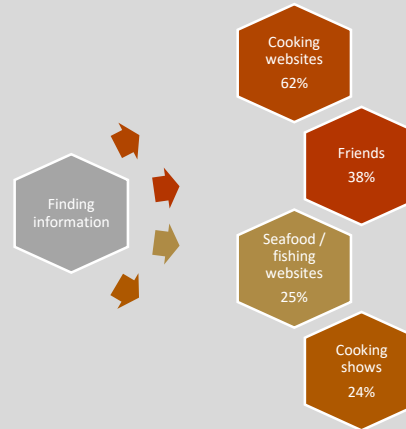 Cooking
websites
62%
Friends
38%
Finding
information
Seafood /
fishing
websites
25%
Cooking
shows
24%